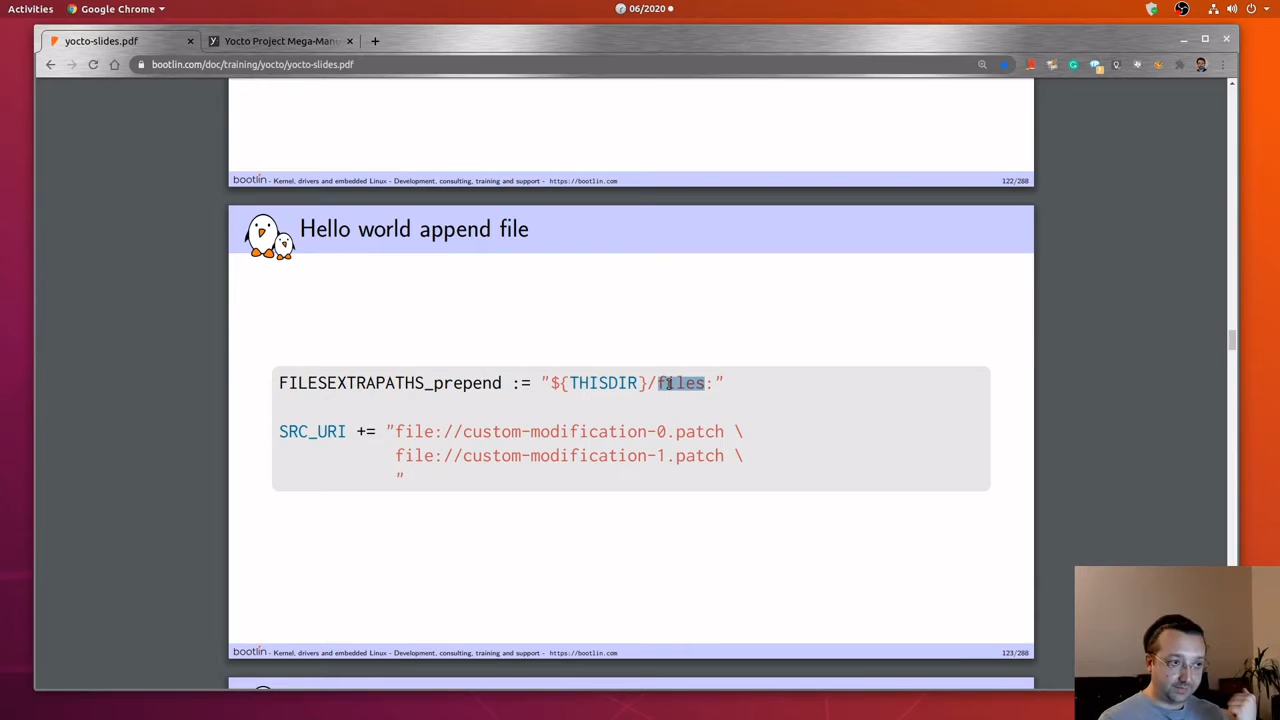 Activities Google Chrome 06/2020
yocto-slides.pdf Yocto Project Mega-Man
bootlin.com/doc/training/yocto/yocto-slides.pdf
bootlin - Kernel, drivers and embedded Linux - Development, consulting, training and support - https://bootlin.com 122/288
Hello world append file
FILESEXTRAPATHS_prepend := "${THISDIR}/files:"
SRC_URI += "file://custom-modification-0.patch \
file://custom-modification-1.patch \
"
bootlin - Kernel, drivers and embedded Linux - Development, consulting, training and support - https://bootlin.com 123/288